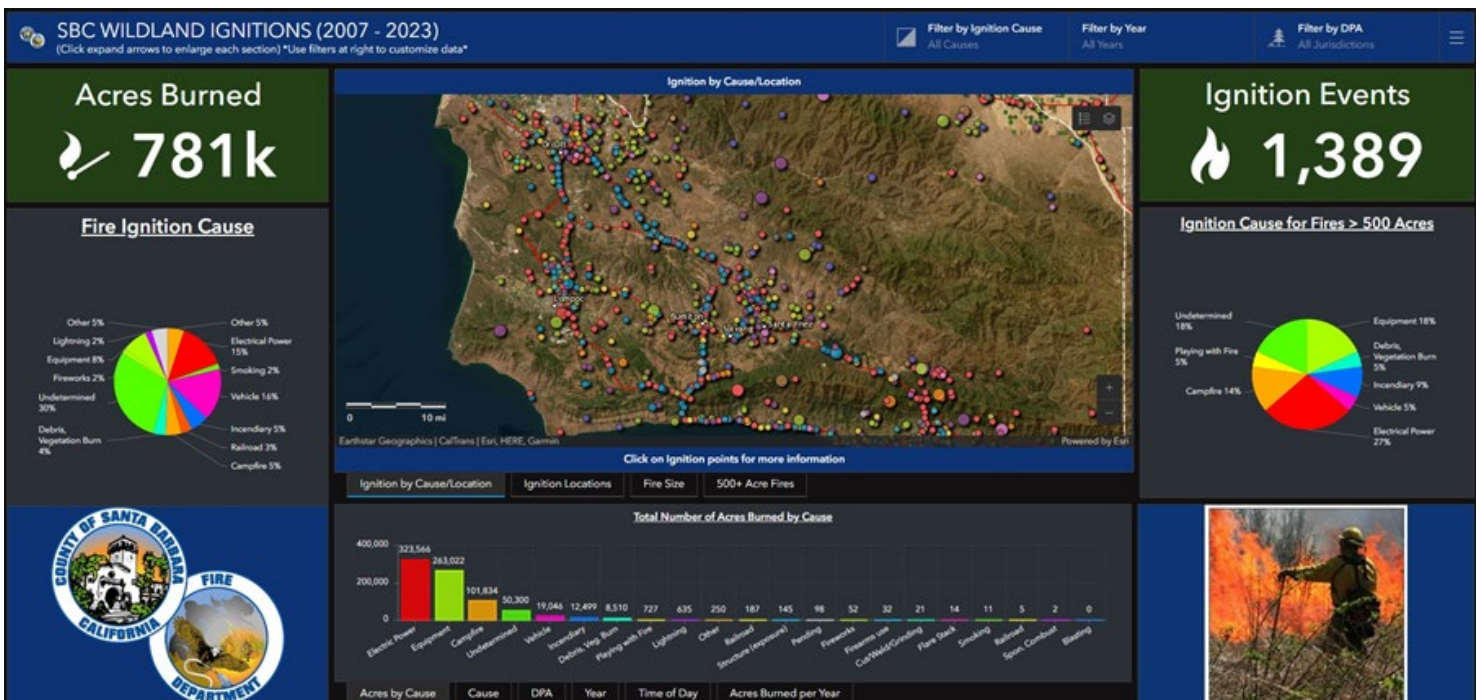 SBC WILDLAND IGNITIONS (2007 - 2023)
(Click expand arrows to enlarge each section) *Use filters at right to customize data*
Filter by Ignition Cause
All Causes
Filter by Year
All Years
Filter by DPA
All Jurisdictions
Acres Burned
781k
Fire Ignition Cause
Other 5%
Lightning 2%
Equipment 8%
Fireworks 2%
Undetermined
30%
Debris,
Vegetation Burn
4%
Other 5%
Electrical Power
15%
Smoking 2%
Vehicle 16%
Incendiary 5%
Railroad 3%
Campfire 5%
Ignition by Cause/Location
Lompoc
Buellton
Solvang
Santa Ynez
0 10 mi
Earthstar Geographics | CalTrans | Esri, HERE, Garmin
Powered by Esri
Click on Ignition points for more information
Ignition by Cause/Location
Ignition Locations
Fire Size
500+ Acre Fires
Ignition Events
1,389
Ignition Cause for Fires > 500 Acres
Undetermined
18%
Playing with Fire
5%
Campfire 14%
Equipment 18%
Debris,
Vegetation Burn
5%
Incendiary 9%
Vehicle 5%
Electrical Power
27%
COUNTY OF SANTA BARBARA
CALIFORNIA
FIRE
DEPARTMENT
Total Number of Acres Burned by Cause
400,000
200,000
0
323,566
263,022
101,834
50,300
19,046
12,499
8,510
727
635
250
187
145
98
52
32
21
14
11
5
2
0
Electric Power
Equipment
Campfire
Undetermined
Vehicle
Incendiary
Debris, Veg. Burn
Playing with Fire
Lightning
Other
Railroad
Structure (exposure)
Pending
Fireworks
Firearms use
Cut/Weld/Grinding
Flare Stack
Smoking
Railroad
Spon. Combust
Blasting
Acres by Cause
Cause
DPA
Year
Time of Day
Acres Burned per Year